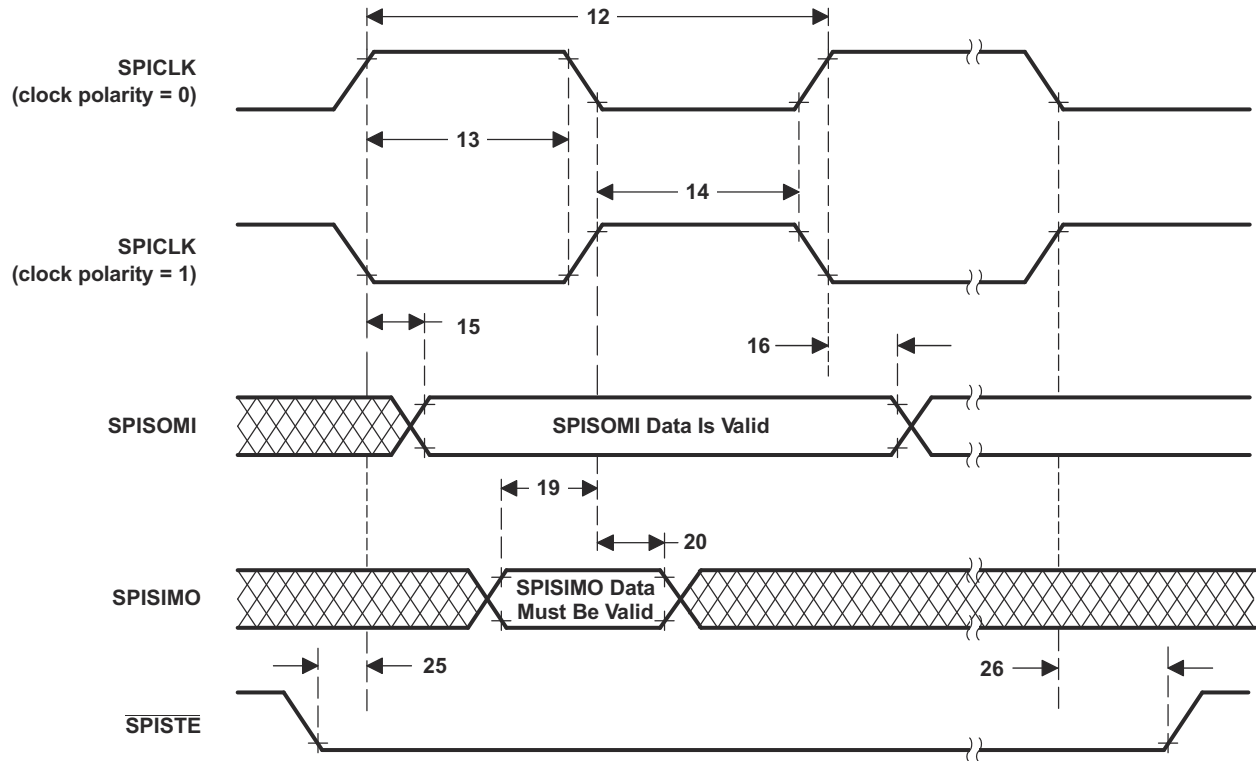 12
SPICLK
(clock polarity = 0)
13
14
SPICLK
(clock polarity = 1)
15
16
SPISOMI
SPISOMI Data Is Valid
19
20
SPISIMO
SPISIMO Data
Must Be Valid
25
26
SPISTE